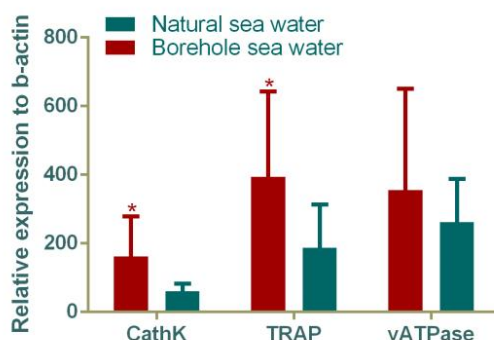 Natural sea water
Borehole sea water
Relative expression to b-actin
800
600
400
200
0
*
*
CathK
TRAP
vATPase